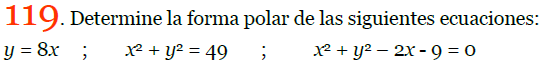 119. Determine la forma polar de las siguientes ecuaciones:
y = 8x ; x² + y² = 49 ; x² + y² – 2x - 9 = 0